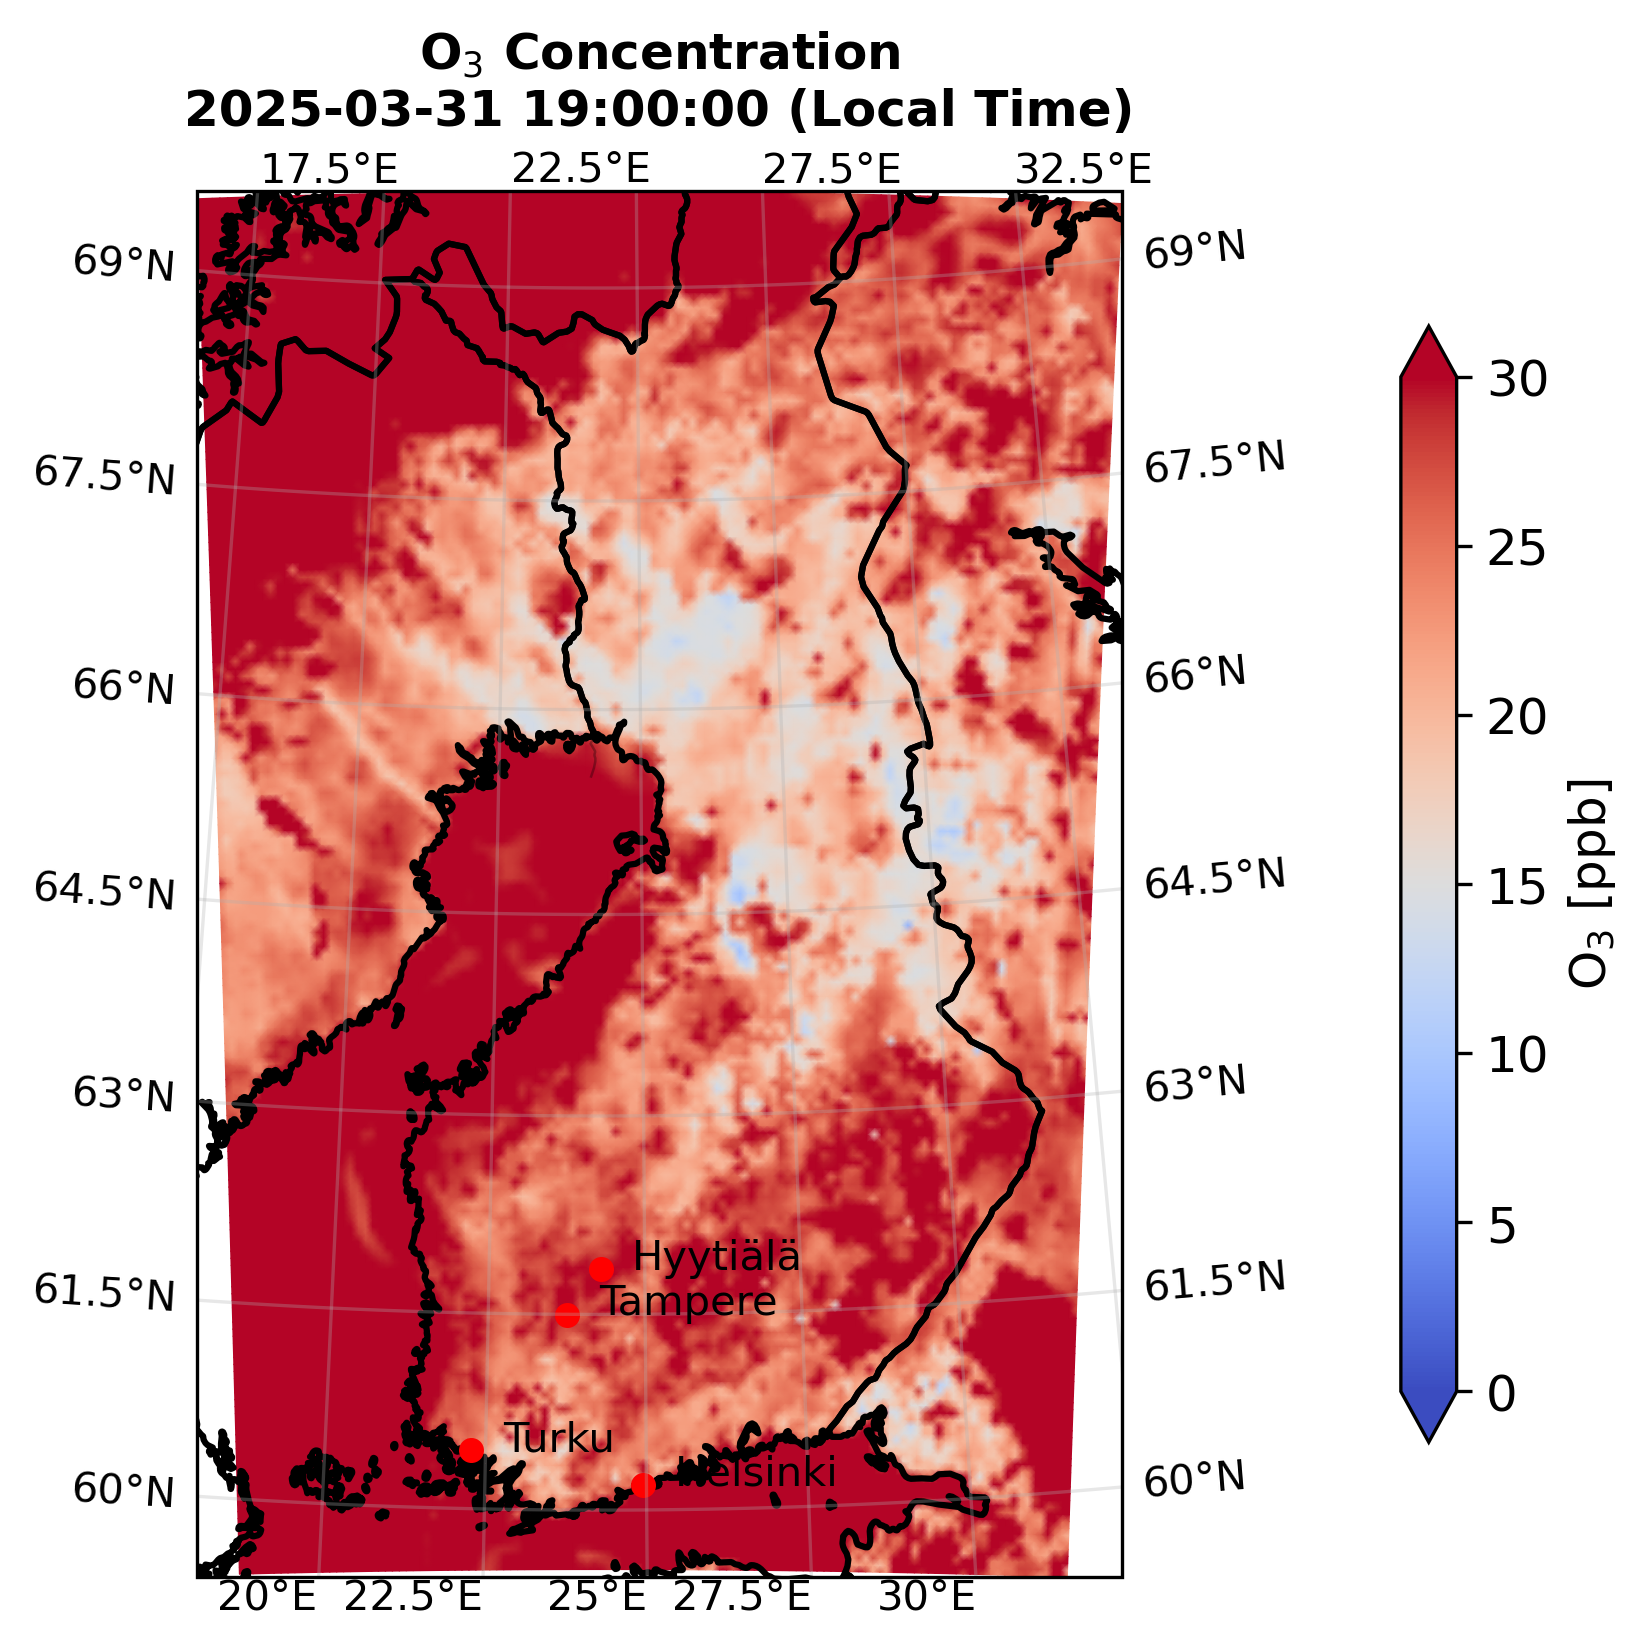 O₃ Concentration
2025-03-31 19:00:00 (Local Time)
17.5°E 22.5°E 27.5°E 32.5°E
69°N 69°N
67.5°N 67.5°N
66°N 66°N
64.5°N 64.5°N
63°N 63°N
61.5°N 61.5°N
60°N 60°N
Hyytiälä
Tampere
Turku
Helsinki
20°E 22.5°E 25°E 27.5°E 30°E
30
25
20
15
10
5
0
O₃ [ppb]